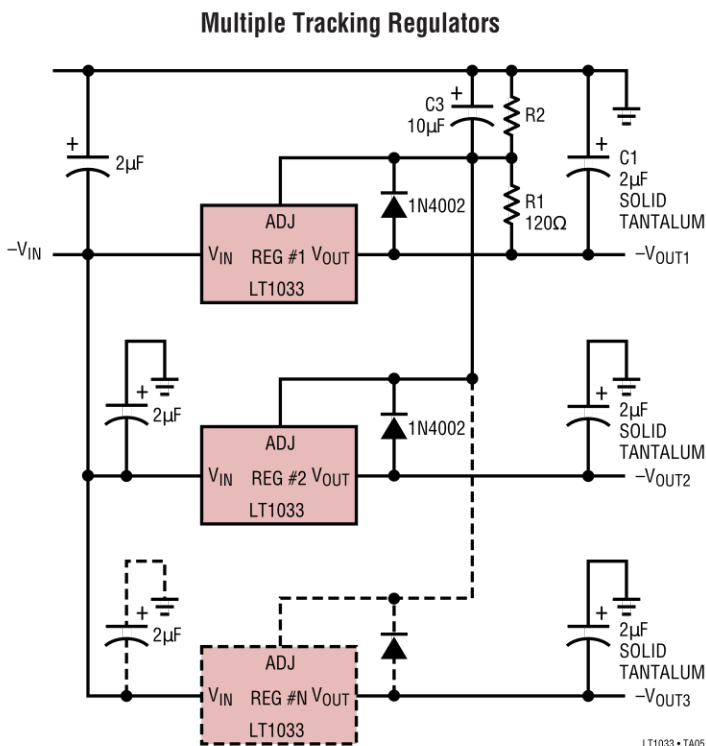 Multiple Tracking Regulators
+
2µF
C3
10µF
+
R2
+
C1
2µF
SOLID
TANTALUM
R1
120Ω
1N4002
–VIN
ADJ
VIN REG #1 VOUT
LT1033
–VOUT1
+
2µF
1N4002
+
2µF
SOLID
TANTALUM
ADJ
VIN REG #2 VOUT
LT1033
–VOUT2
+
2µF
+
2µF
SOLID
TANTALUM
ADJ
VIN REG #N VOUT
LT1033
–VOUT3
LT1033 • TA05